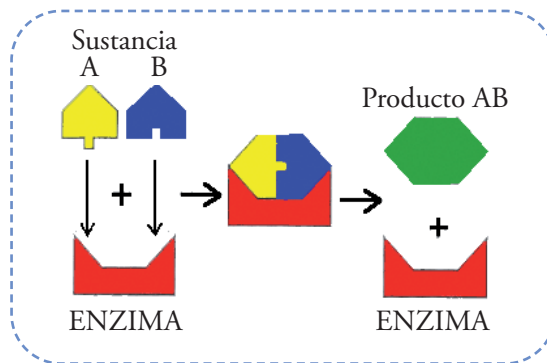 Sustancia
A B
Producto AB
+
+
ENZIMA
ENZIMA